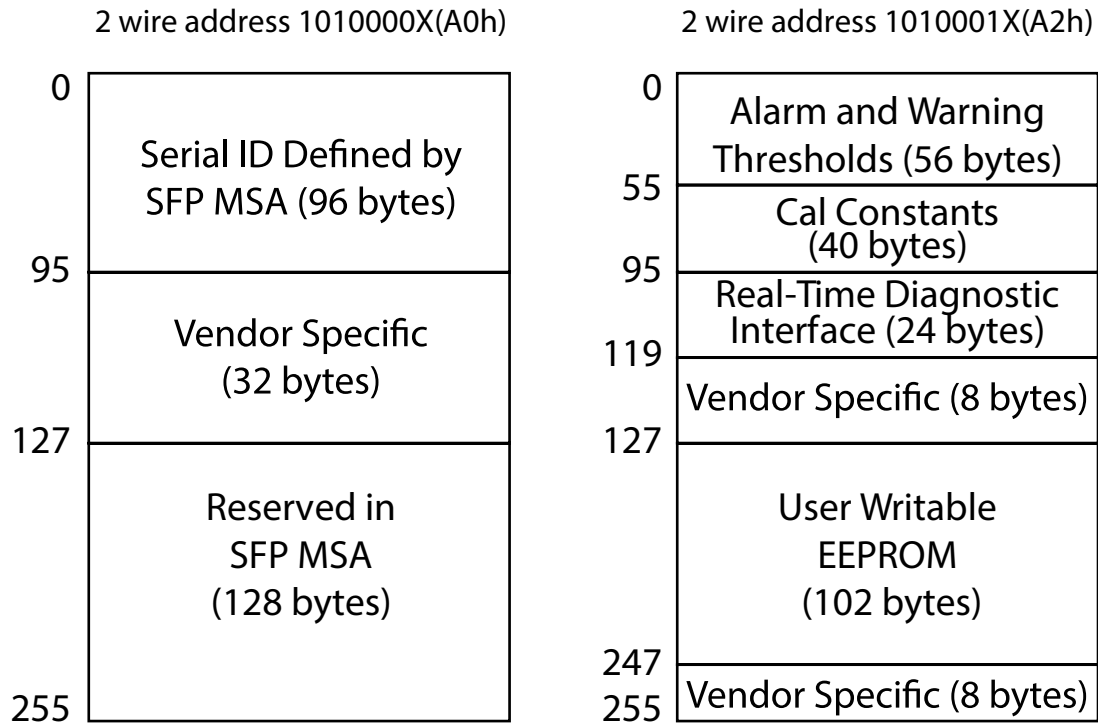 2 wire address 1010000X(A0h)
0
Serial ID Defined by
SFP MSA (96 bytes)
95
Vendor Specific
(32 bytes)
127
Reserved in
SFP MSA
(128 bytes)
255
2 wire address 1010001X(A2h)
0
Alarm and Warning
Thresholds (56 bytes)
55
Cal Constants
(40 bytes)
95
Real-Time Diagnostic
Interface (24 bytes)
119
Vendor Specific (8 bytes)
127
User Writable
EEPROM
(102 bytes)
247
Vendor Specific (8 bytes)
255